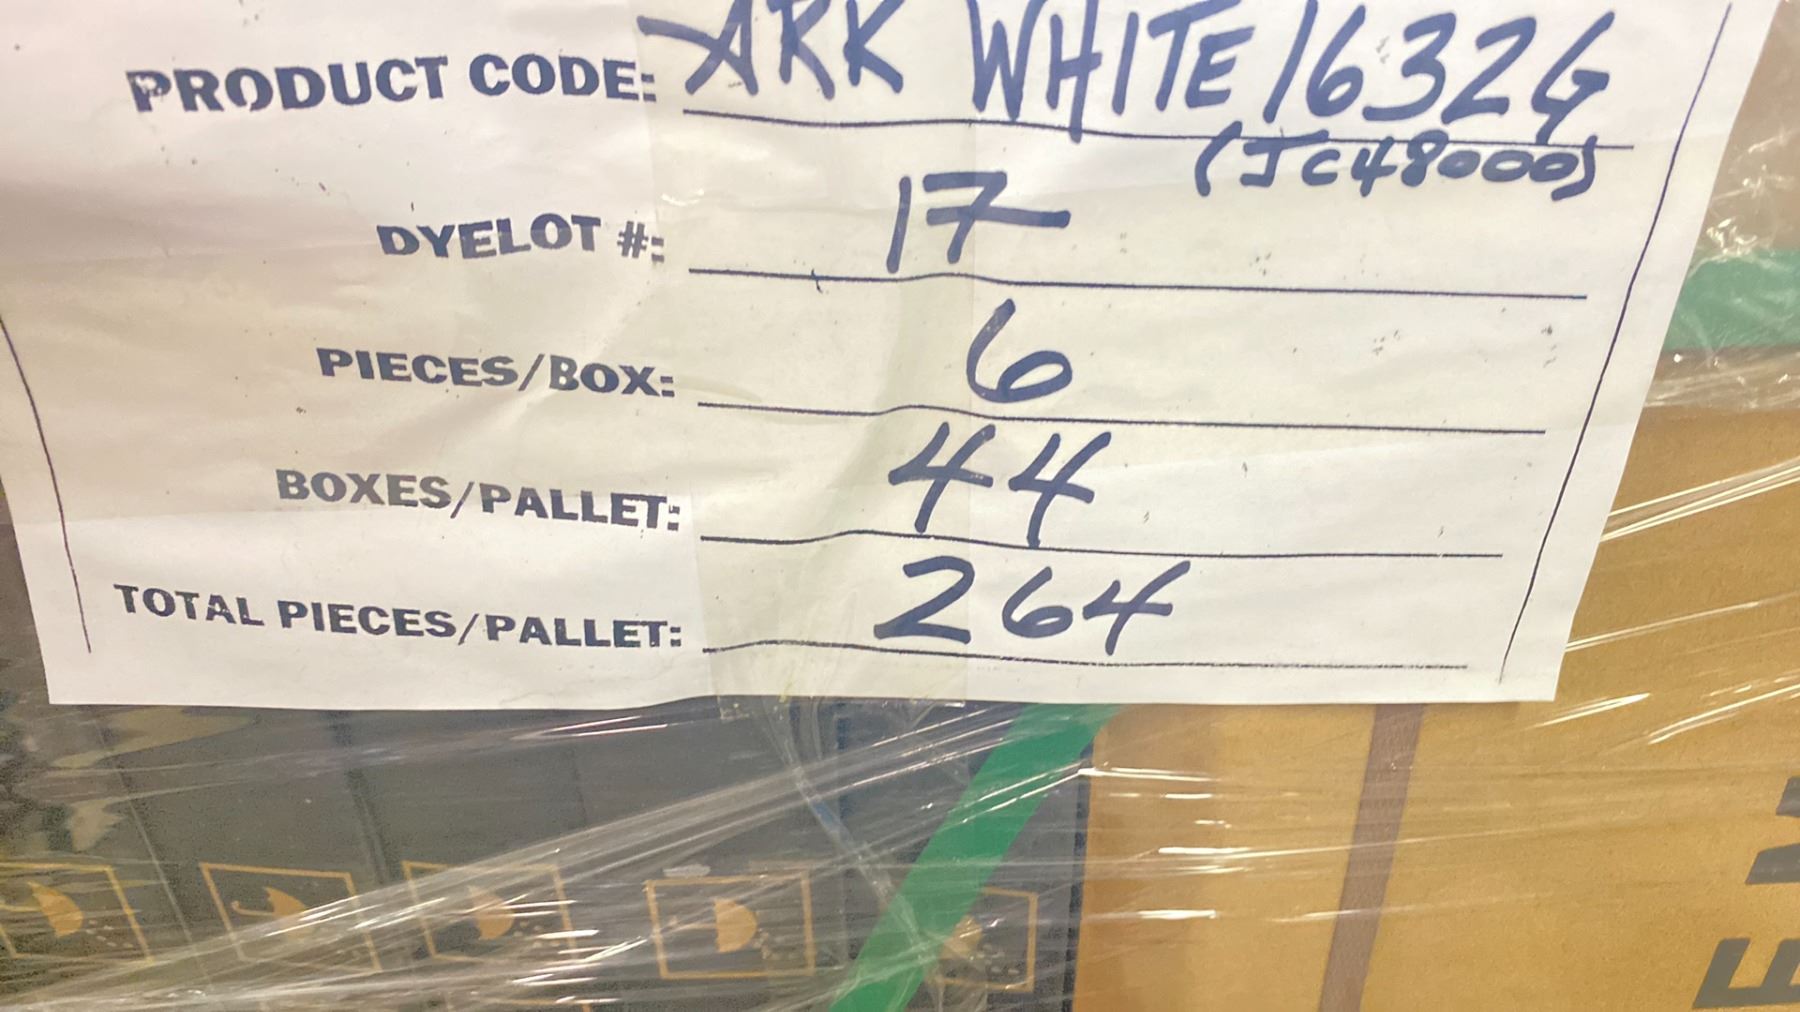 PRODUCT CODE: ARK WHITE 1632G
(JC48000)
DYELOT #: 17
PIECES/BOX: 6
BOXES/PALLET: 44
TOTAL PIECES/PALLET: 264